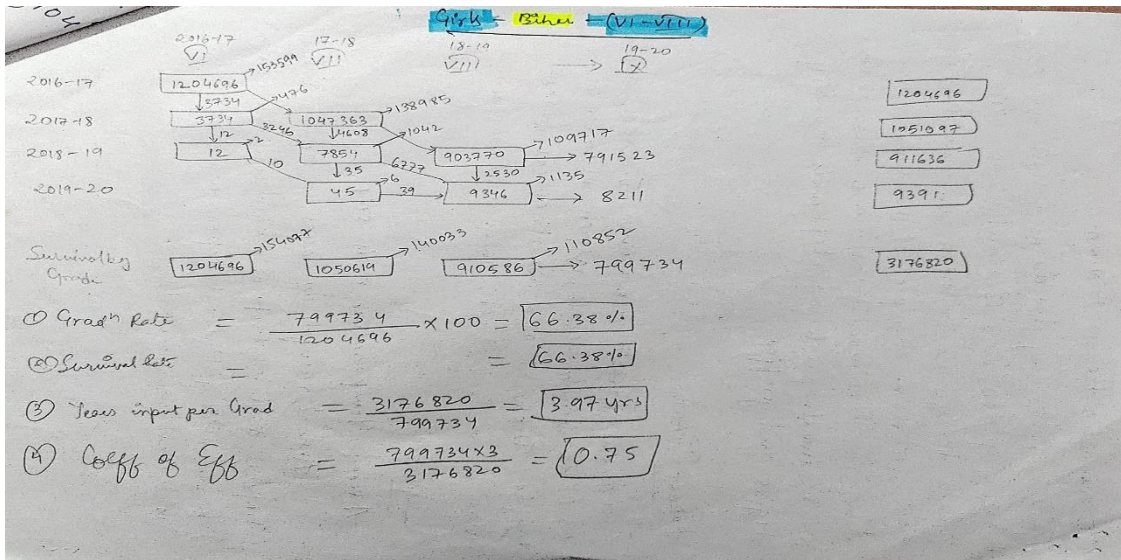 Girls - Bihar - (VI-VIII)
2016-17 17-18 18-19 19-20
VI VII VIII → X
2016-17 1204696 153599 1204696
3734 476
2017-18 3734 1047363 138985 1051097
12 3246 4608 1042
2018-19 12 2 7854 903770 109717 791523 911636
10 35 6777 2530
2019-20 45 6 39 9346 1135 8211 9391
Survival by Grade 1204696 154077 1050619 140033 910586 110852 799734 3176820
① Gradn Rate = 799734 / 1204696 × 100 = 66.38%
② Survival Rate = = 66.38%
③ Years input per Grad = 3176820 / 799734 = 3.97 yrs
④ Coeff of Eff = 799734×3 / 3176820 = 0.75